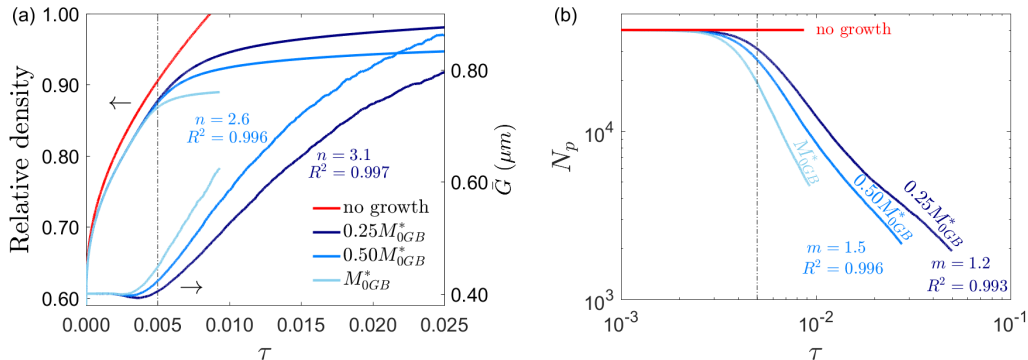 (a)
1.00
0.90
0.80
0.70
0.60
Relative density
←
n = 2.6
R² = 0.996
n = 3.1
R² = 0.997
no growth
0.25M*₀GB
0.50M*₀GB
M*₀GB
→
0.80
0.60
0.40
Ḡ (μm)
0.000
0.005
0.010
0.015
0.020
0.025
τ
(b)
no growth
10⁴
10³
Nₚ
M*₀GB
0.50M*₀GB
0.25M*₀GB
m = 1.5
R² = 0.996
m = 1.2
R² = 0.993
10⁻³
10⁻²
10⁻¹
τ